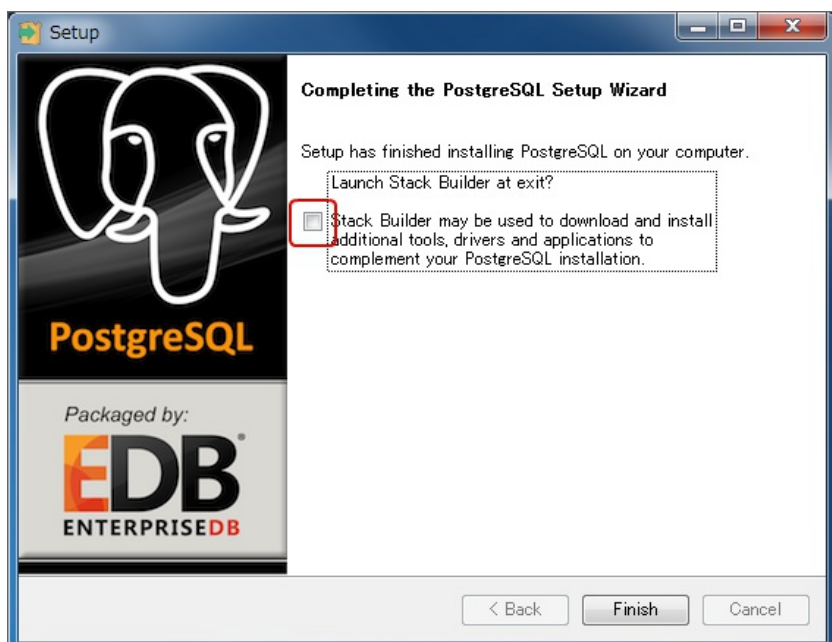 Setup
Completing the PostgreSQL Setup Wizard
Setup has finished installing PostgreSQL on your computer.
Launch Stack Builder at exit?
Stack Builder may be used to download and install
additional tools, drivers and applications to
complement your PostgreSQL installation.
PostgreSQL
Packaged by:
EDB®
ENTERPRISEDB
< Back
Finish
Cancel